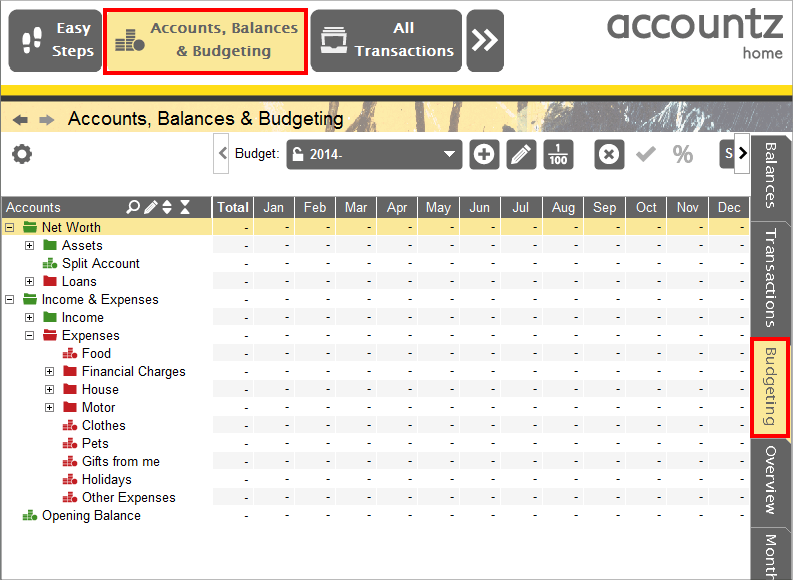 Easy
Steps
Accounts, Balances
& Budgeting
All
Transactions
accountz
home
Accounts, Balances & Budgeting
Budget: 2014- 1/100 % S
Balances
Accounts Total Jan Feb Mar Apr May Jun Jul Aug Sep Oct Nov Dec
Net Worth - - - - - - - - - - - - -
Assets - - - - - - - - - - - - -
Split Account - - - - - - - - - - - - -
Loans - - - - - - - - - - - - -
Income & Expenses - - - - - - - - - - - - -
Income - - - - - - - - - - - - -
Expenses - - - - - - - - - - - - -
Food - - - - - - - - - - - - -
Financial Charges - - - - - - - - - - - - -
House - - - - - - - - - - - - -
Motor - - - - - - - - - - - - -
Clothes - - - - - - - - - - - - -
Pets - - - - - - - - - - - - -
Gifts from me - - - - - - - - - - - - -
Holidays - - - - - - - - - - - - -
Other Expenses - - - - - - - - - - - - -
Opening Balance - - - - - - - - - - - - -
Transactions
Budgeting
Overview
Month